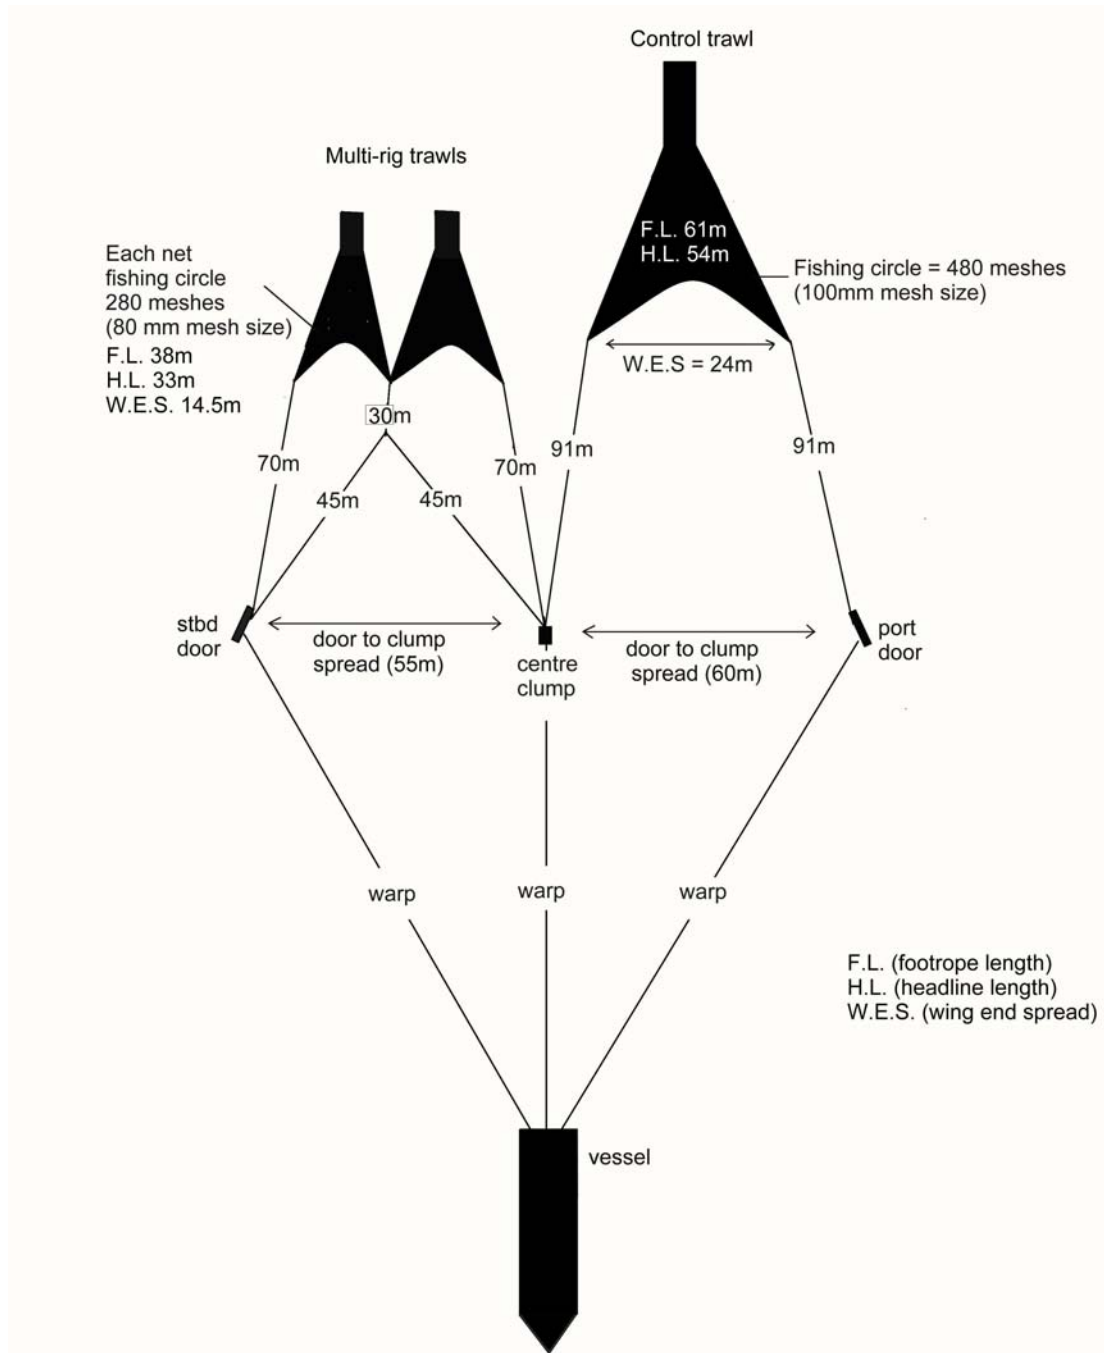 Control trawl
Multi-rig trawls
F.L. 61m
H.L. 54m
Each net
fishing circle
280 meshes
(80 mm mesh size)
F.L. 38m
H.L. 33m
W.E.S. 14.5m
Fishing circle = 480 meshes
(100mm mesh size)
W.E.S = 24m
30m
70m
45m
45m
70m
91m
91m
stbd
door
door to clump
spread (55m)
centre
clump
door to clump
spread (60m)
port
door
warp
warp
warp
F.L. (footrope length)
H.L. (headline length)
W.E.S. (wing end spread)
vessel